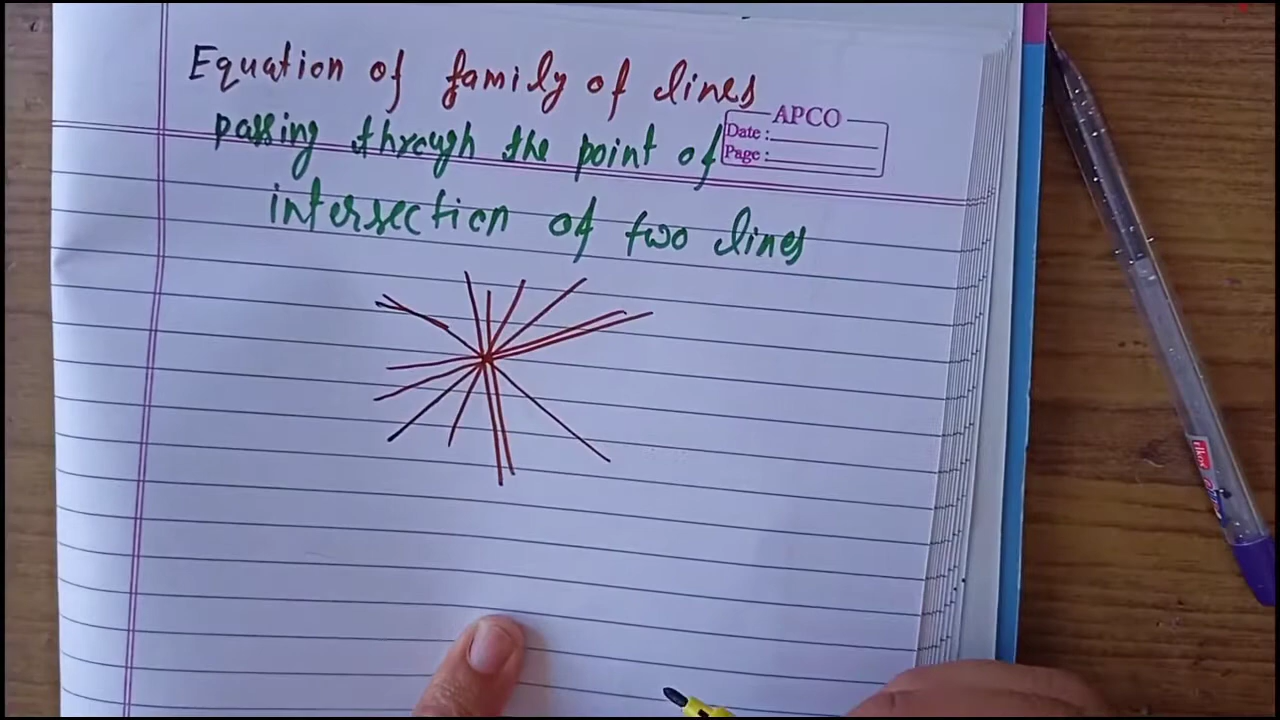 Equation of family of lines
passing through the point of
intersection of two lines
APCO
Date :
Page :